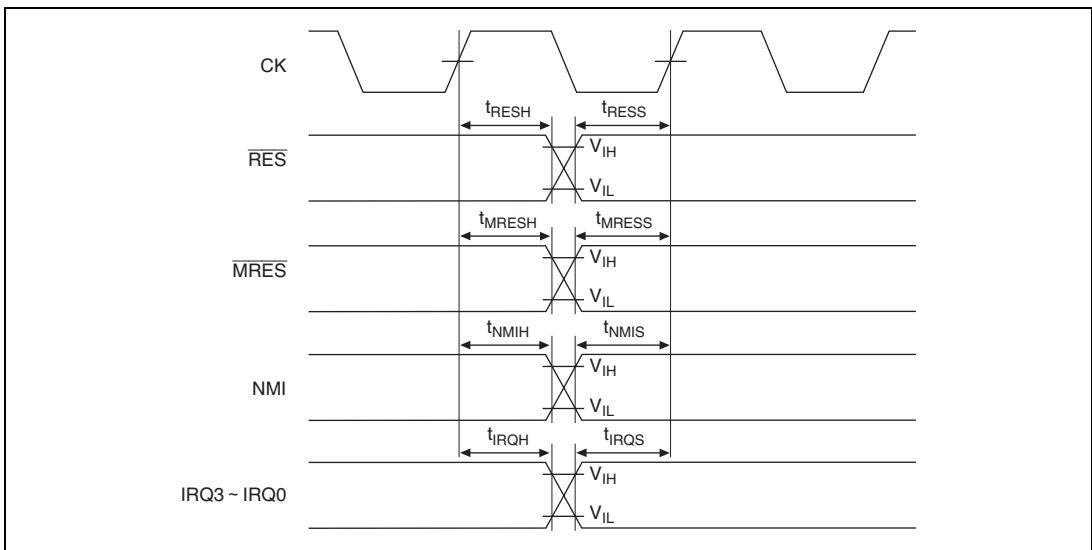 CK
tRESH tRESS
RES
VIH
VIL
tMRESH tMRESS
MRES
VIH
VIL
tNMIH tNMIS
NMI
VIH
VIL
tIRQH tIRQS
IRQ3 ~ IRQ0
VIH
VIL